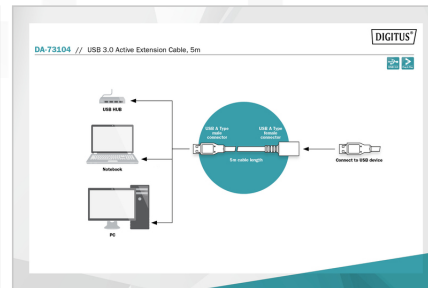 DIGITUS®
DA-73104 // USB 3.0 Active Extension Cable, 5m
USB HUB
USB A Type
male
connector
USB A Type
female
connector
5m cable length
Connect to USB device
Notebook
PC